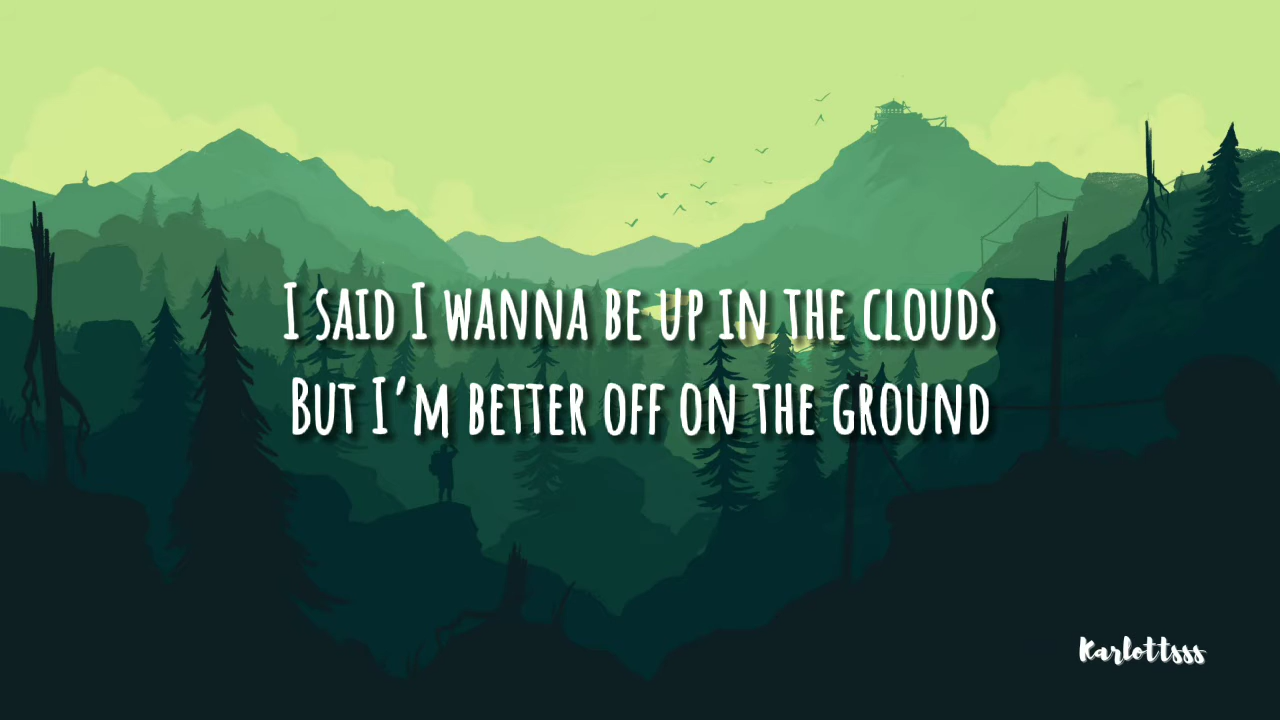 I SAID I WANNA BE UP IN THE CLOUDS
BUT I'M BETTER OFF ON THE GROUND
Karlottsss